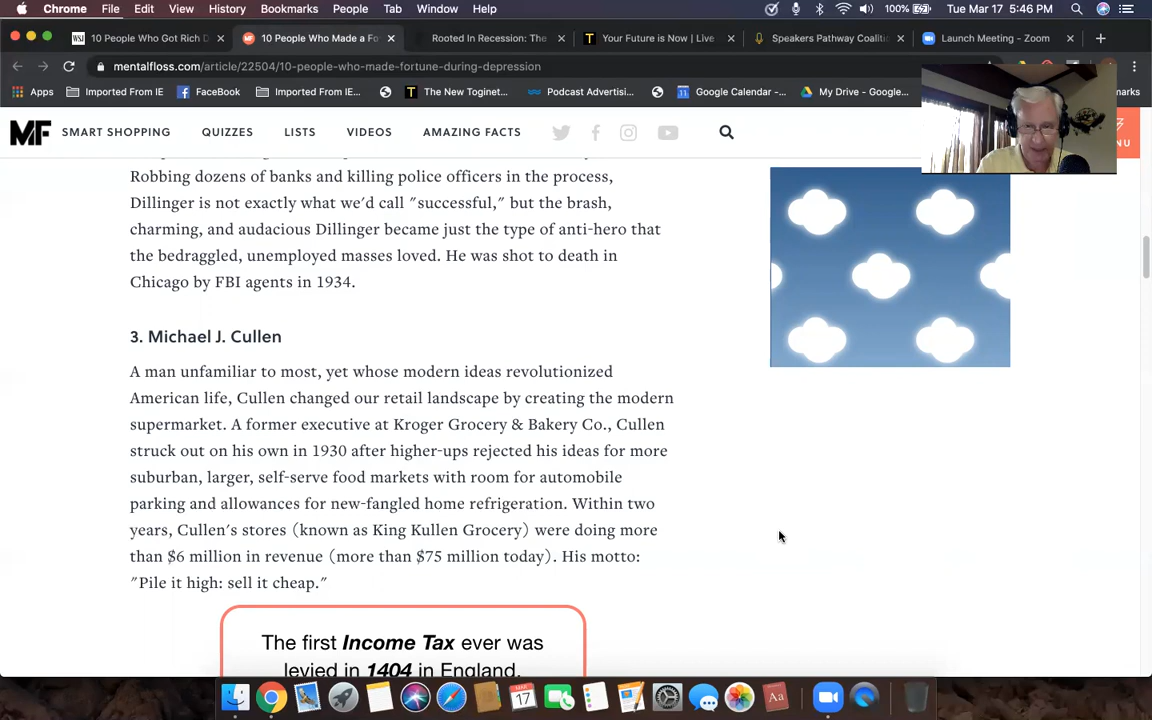 Chrome File Edit View History Bookmarks People Tab Window Help 100% Tue Mar 17 5:46 PM
WSJ 10 People Who Got Rich D × 10 People Who Made a Fo × Rooted In Recession: The × T Your Future is Now | Live × Speakers Pathway Coaliti × Launch Meeting - Zoom × +
mentalfloss.com/article/22504/10-people-who-made-fortune-during-depression
Apps Imported From IE FaceBook Imported From IE... T The New Toginet... Podcast Advertisi... Google Calendar -... My Drive - Google...
MF SMART SHOPPING QUIZZES LISTS VIDEOS AMAZING FACTS
Robbing dozens of banks and killing police officers in the process,
Dillinger is not exactly what we'd call "successful," but the brash,
charming, and audacious Dillinger became just the type of anti-hero that
the bedraggled, unemployed masses loved. He was shot to death in
Chicago by FBI agents in 1934.
3. Michael J. Cullen
A man unfamiliar to most, yet whose modern ideas revolutionized
American life, Cullen changed our retail landscape by creating the modern
supermarket. A former executive at Kroger Grocery & Bakery Co., Cullen
struck out on his own in 1930 after higher-ups rejected his ideas for more
suburban, larger, self-serve food markets with room for automobile
parking and allowances for new-fangled home refrigeration. Within two
years, Cullen's stores (known as King Kullen Grocery) were doing more
than $6 million in revenue (more than $75 million today). His motto:
"Pile it high: sell it cheap."
The first Income Tax ever was
levied in 1404 in England.
MAR
17
Aa